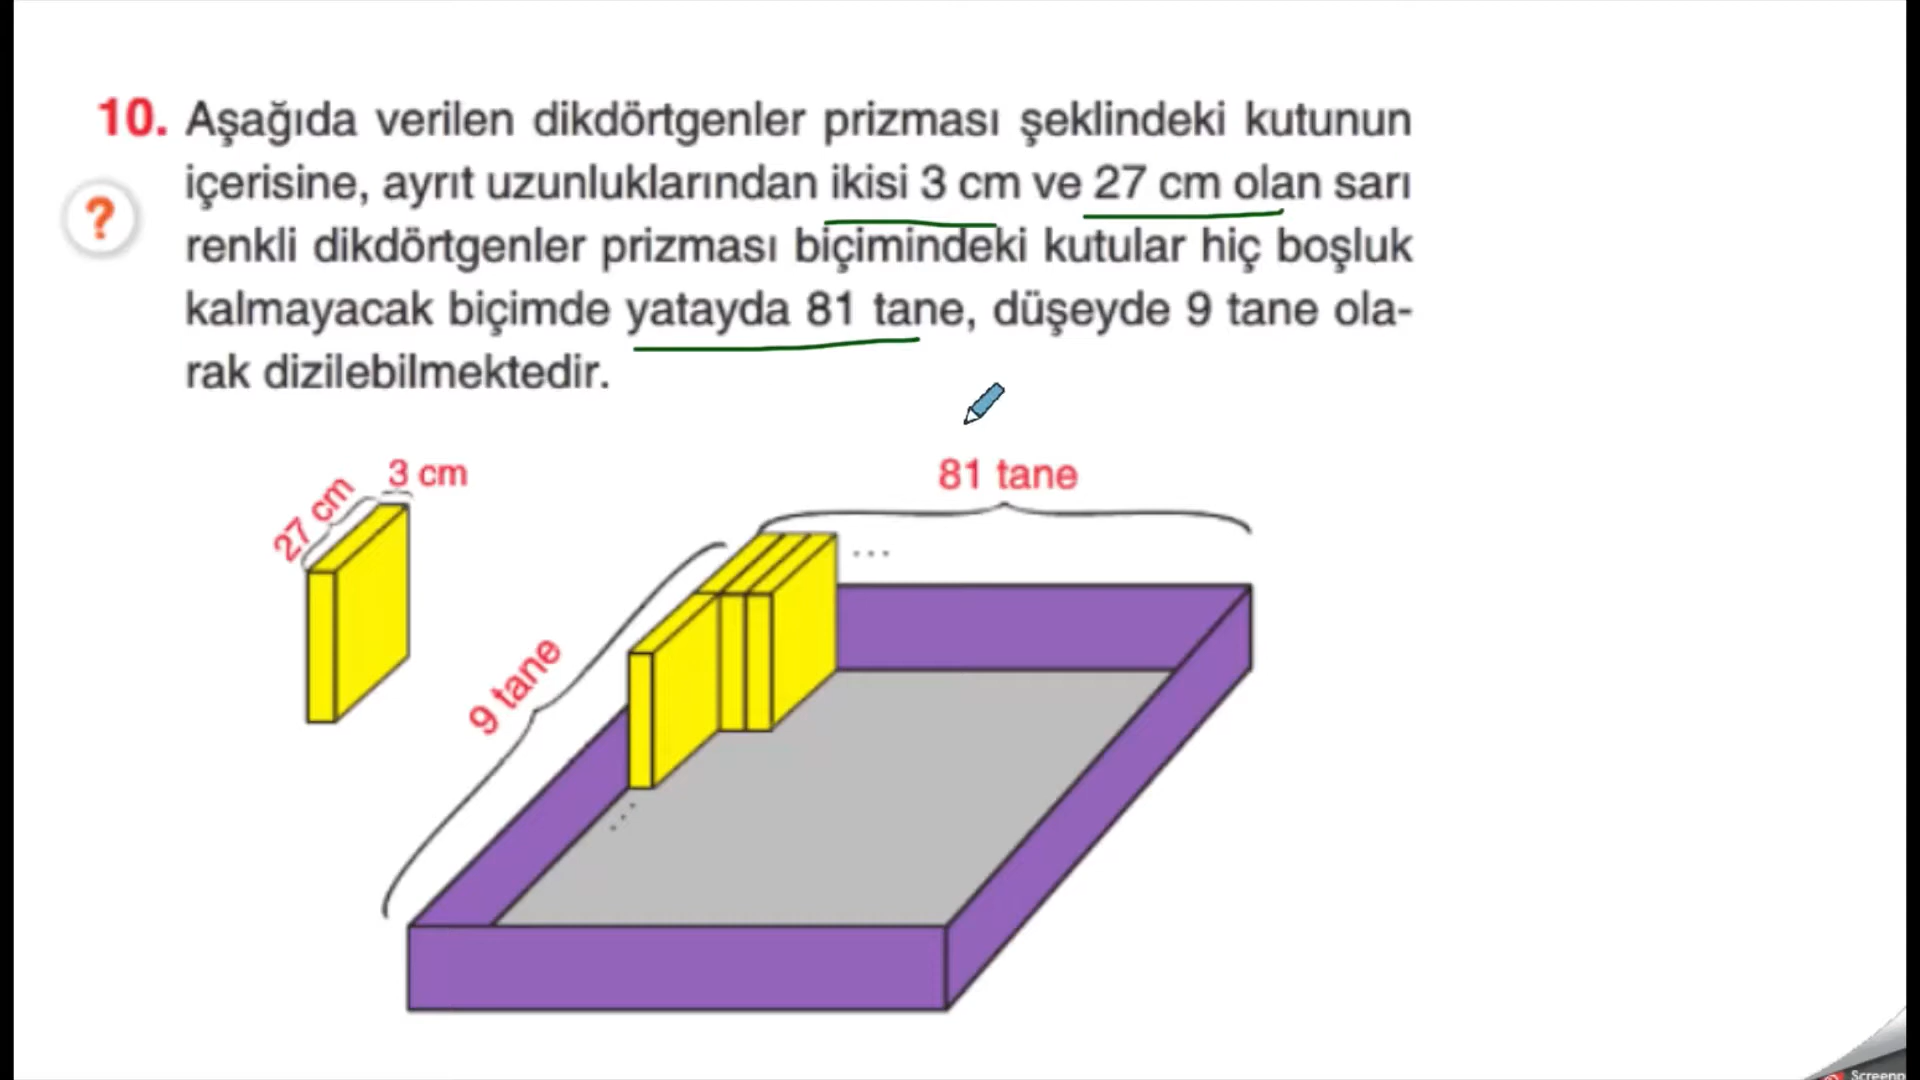 10. Aşağıda verilen dikdörtgenler prizması şeklindeki kutunun
içerisine, ayrıt uzunluklarından ikisi 3 cm ve 27 cm olan sarı
?
renkli dikdörtgenler prizması biçimindeki kutular hiç boşluk
kalmayacak biçimde yatayda 81 tane, düşeyde 9 tane ola-
rak dizilebilmektedir.
27 cm
3 cm
81 tane
...
9 tane
...